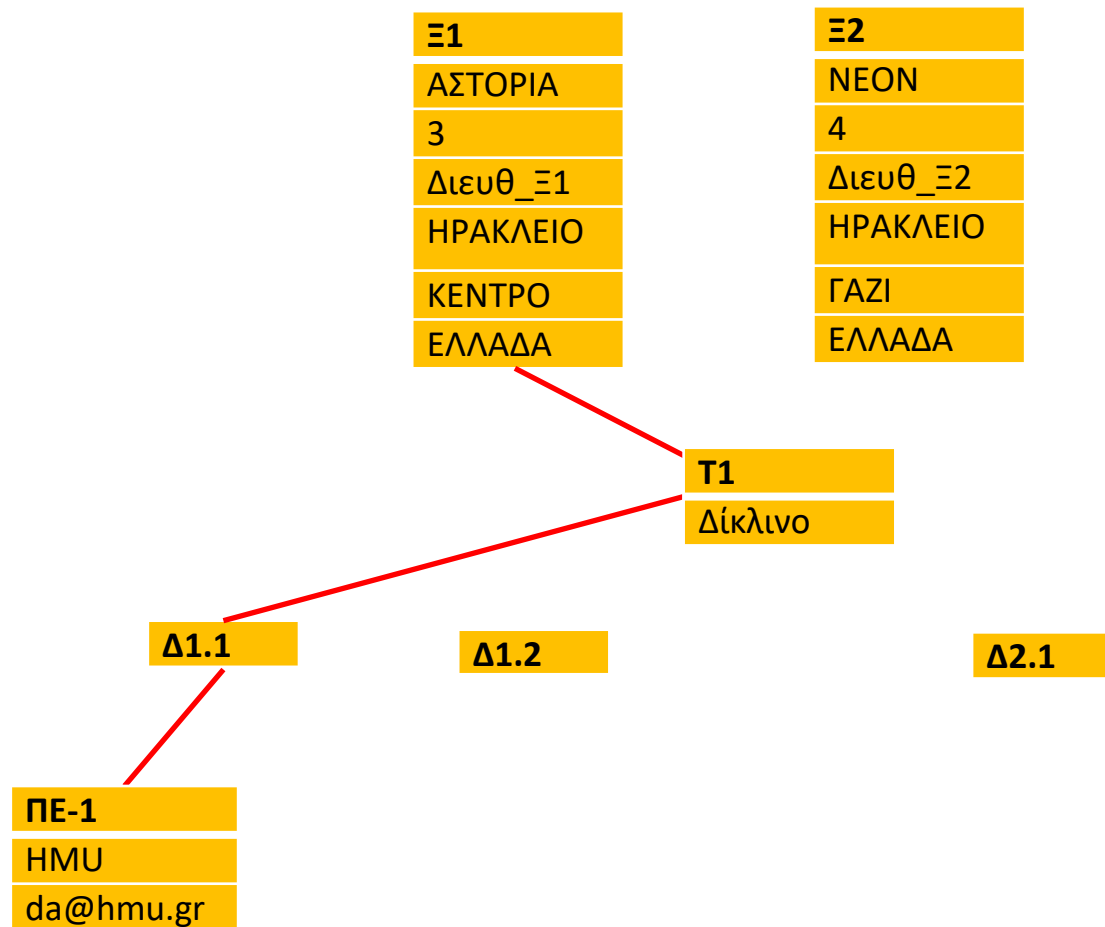 Ξ1
ΑΣΤΟΡΙΑ
3
Διευθ_Ξ1
ΗΡΑΚΛΕΙΟ
ΚΕΝΤΡΟ
ΕΛΛΑΔΑ
Ξ2
ΝΕΟΝ
4
Διευθ_Ξ2
ΗΡΑΚΛΕΙΟ
ΓΑΖΙ
ΕΛΛΑΔΑ
Τ1
Δίκλινο
Δ1.1
Δ1.2
Δ2.1
ΠΕ-1
HMU
da@hmu.gr